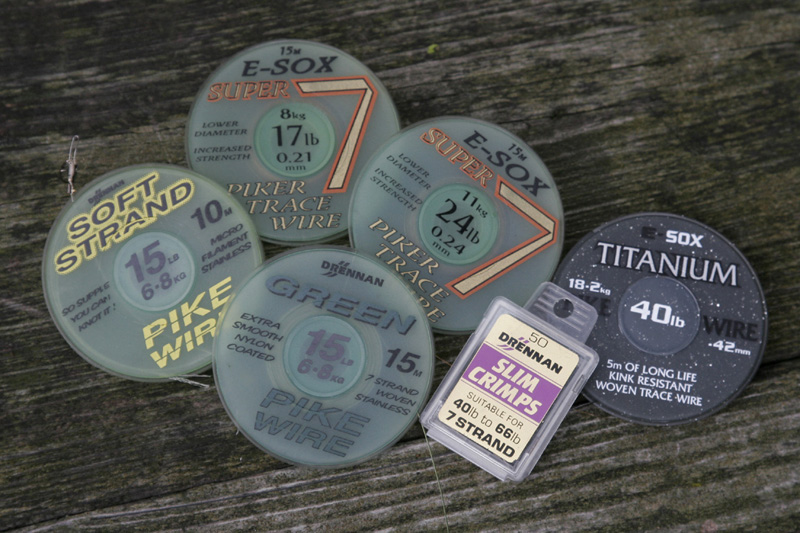 15M
E-SOX
SUPER 7
LOWER
DIAMETER
INCREASED
STRENGTH
8kg
17lb
0.21
mm
PIKER
TRACE
WIRE
15M
E-SOX
SUPER 7
LOWER
DIAMETER
INCREASED
STRENGTH
11kg
24lb
0.24
mm
PIKER
TRACE
WIRE
DRENNAN
SOFT
STRAND
10M
15LB
6·8KG
MICRO
FILAMENT
STAINLESS
SO SUPPLE
YOU CAN
KNOT IT!
PIKE
WIRE
DRENNAN
GREEN
EXTRA
SMOOTH
NYLON
COATED
15LB
6·8KG
15M
7 STRAND
WOVEN
STAINLESS
PIKE
WIRE
50
DRENNAN
SLIM
CRIMPS
SUITABLE FOR
40lb to 66lb
7 STRAND
E-SOX
TITANIUM
18·2kg
PIKE 40lb WIRE
·42mm
5m OF LONG LIFE
KINK RESISTANT
WOVEN TRACE WIRE